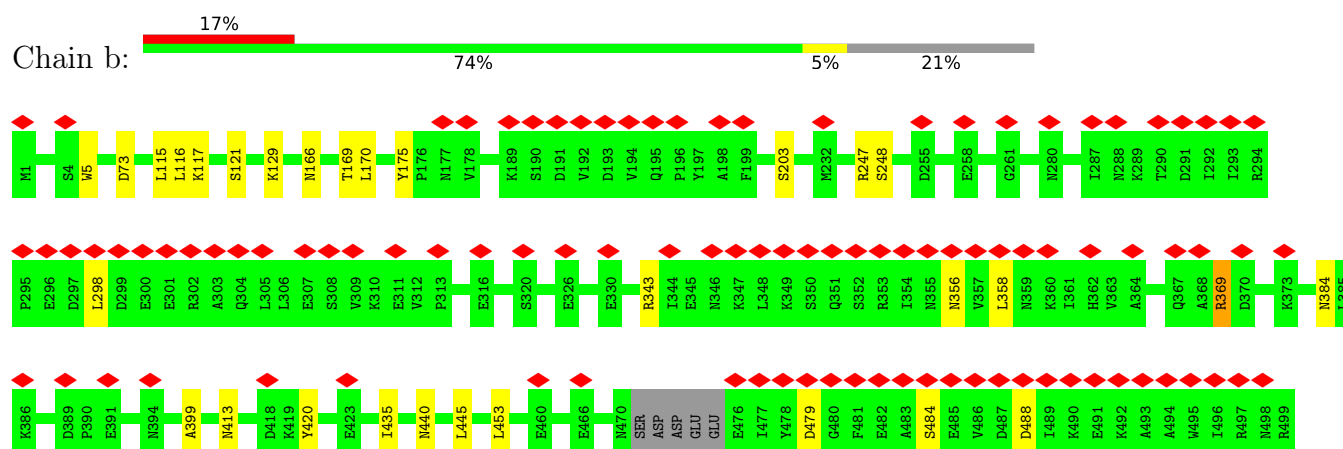 17%
Chain b:
74% 5% 21%
M1 S4 W5 D73 L115 L116 K117 S121 K129 N166 T169 L170 Y175 P176 N177 V178 K189 S190 D191 V192 D193 V194 Q195 P196 Y197 A198 F199 S203 M232 R247 S248 D255 E258 G261 N280 I287 N288 K289 T290 D291 I292 I293 R294
P295 E296 D297 L298 D299 E300 E301 R302 A303 Q304 L305 L306 E307 S308 V309 K310 E311 V312 P313 E316 S320 E326 E330 R343 I344 E345 N346 K347 L348 K349 S350 Q351 S352 R353 I354 N355 N356 V357 L358 N359 K360 I361 H362 V363 A364 Q367 A368 R369 D370 K373 N384
K386 D389 P390 E391 N394 A399 N413 D418 K419 Y420 E423 I435 N440 L445 L453 E460 E466 N470 SER ASP ASP GLU GLU E476 I477 Y478 D479 G480 F481 E482 A483 S484 E485 V486 D487 D488 I489 K490 E491 K492 A493 A494 W495 I496 R497 N498 R499